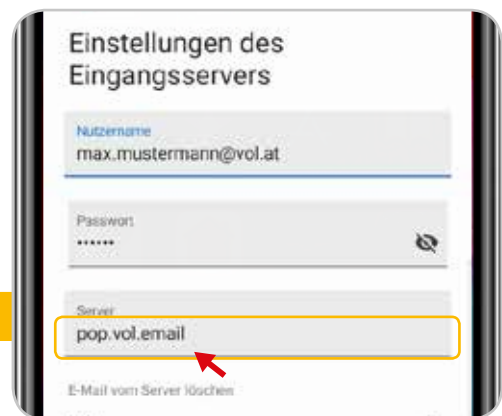 Einstellungen des
Eingangsservers
Nutzername
max.mustermann@vol.at
Passwort
••••••
Server
pop.vol.email
E-Mail vom Server löschen